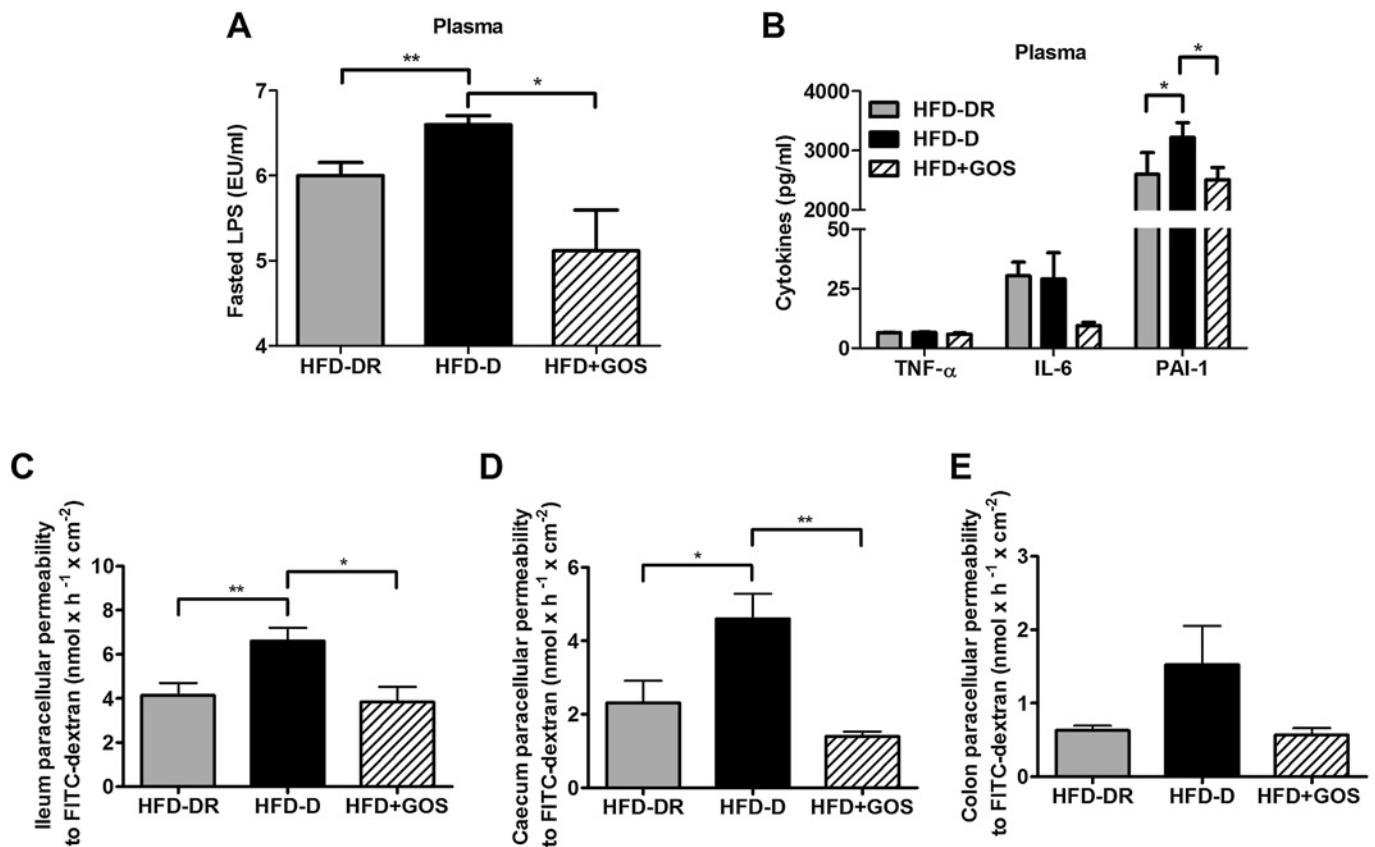 A
Plasma
**
*
Fasted LPS (EU/ml)
7
6
5
4
HFD-DR
HFD-D
HFD+GOS
B
Plasma
*
*
Cytokines (pg/ml)
4000
3000
2000
50
25
0
HFD-DR
HFD-D
HFD+GOS
TNF-α
IL-6
PAI-1
C
Ileum paracellular permeability
to FITC-dextran (nmol x h⁻¹ x cm⁻²)
10
8
6
4
2
0
**
*
HFD-DR
HFD-D
HFD+GOS
D
Caecum paracellular permeability
to FITC-dextran (nmol x h⁻¹ x cm⁻²)
6
4
2
0
*
**
HFD-DR
HFD-D
HFD+GOS
E
Colon paracellular permeability
to FITC-dextran (nmol x h⁻¹ x cm⁻²)
3
2
1
0
HFD-DR
HFD-D
HFD+GOS